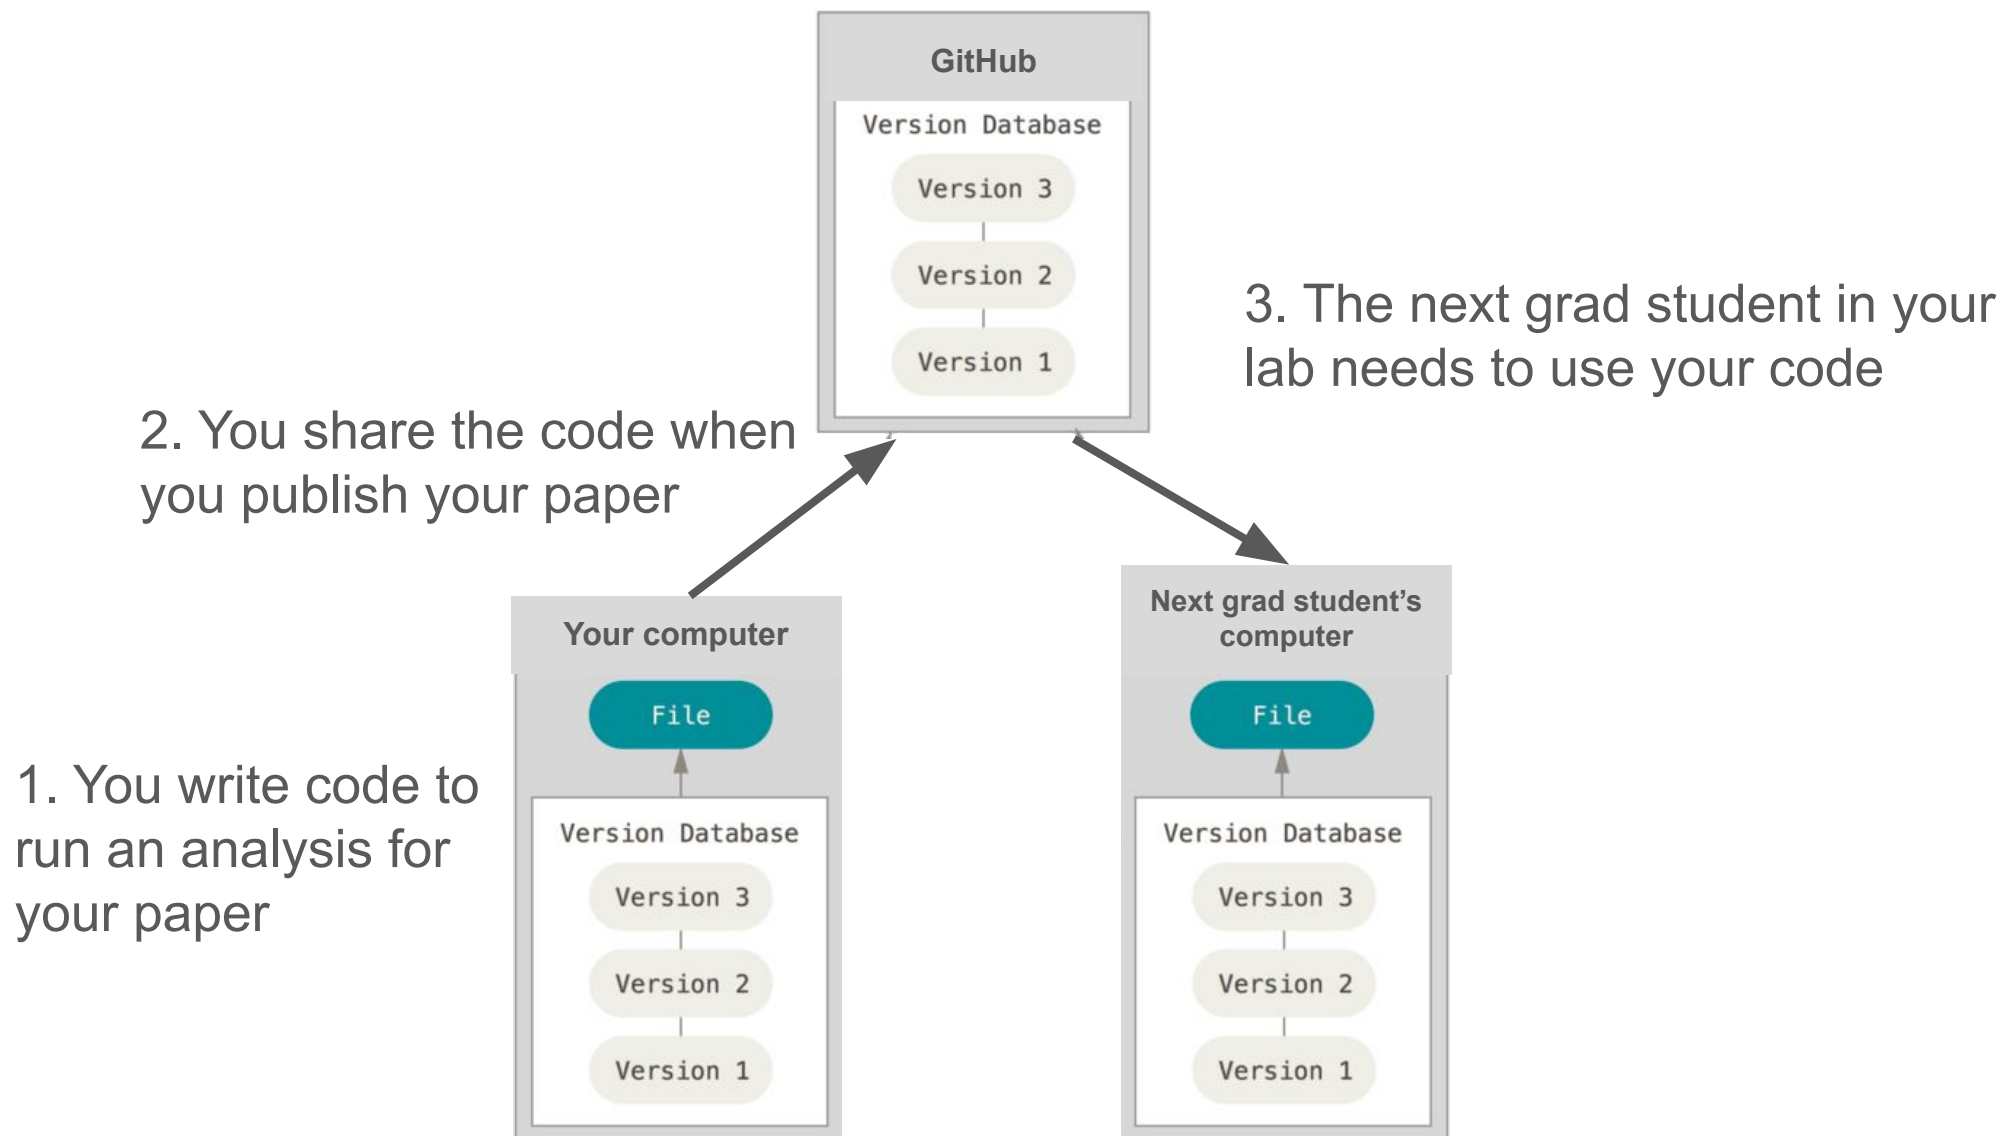 GitHub
Version Database
Version 3
Version 2
Version 1
3. The next grad student in your
lab needs to use your code
2. You share the code when
you publish your paper
Your computer
File
Version Database
Version 3
Version 2
Version 1
Next grad student’s
computer
File
Version Database
Version 3
Version 2
Version 1
1. You write code to
run an analysis for
your paper